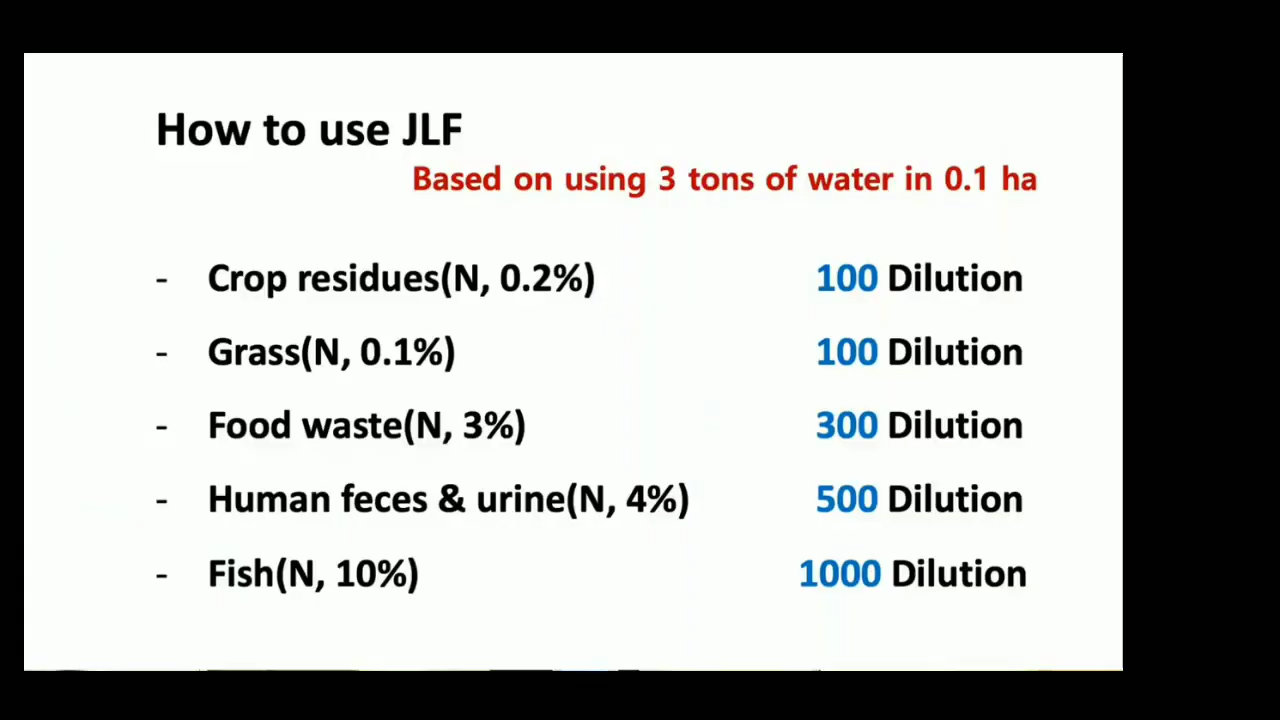 How to use JLF
Based on using 3 tons of water in 0.1 ha
- Crop residues(N, 0.2%) 100 Dilution
- Grass(N, 0.1%) 100 Dilution
- Food waste(N, 3%) 300 Dilution
- Human feces & urine(N, 4%) 500 Dilution
- Fish(N, 10%) 1000 Dilution